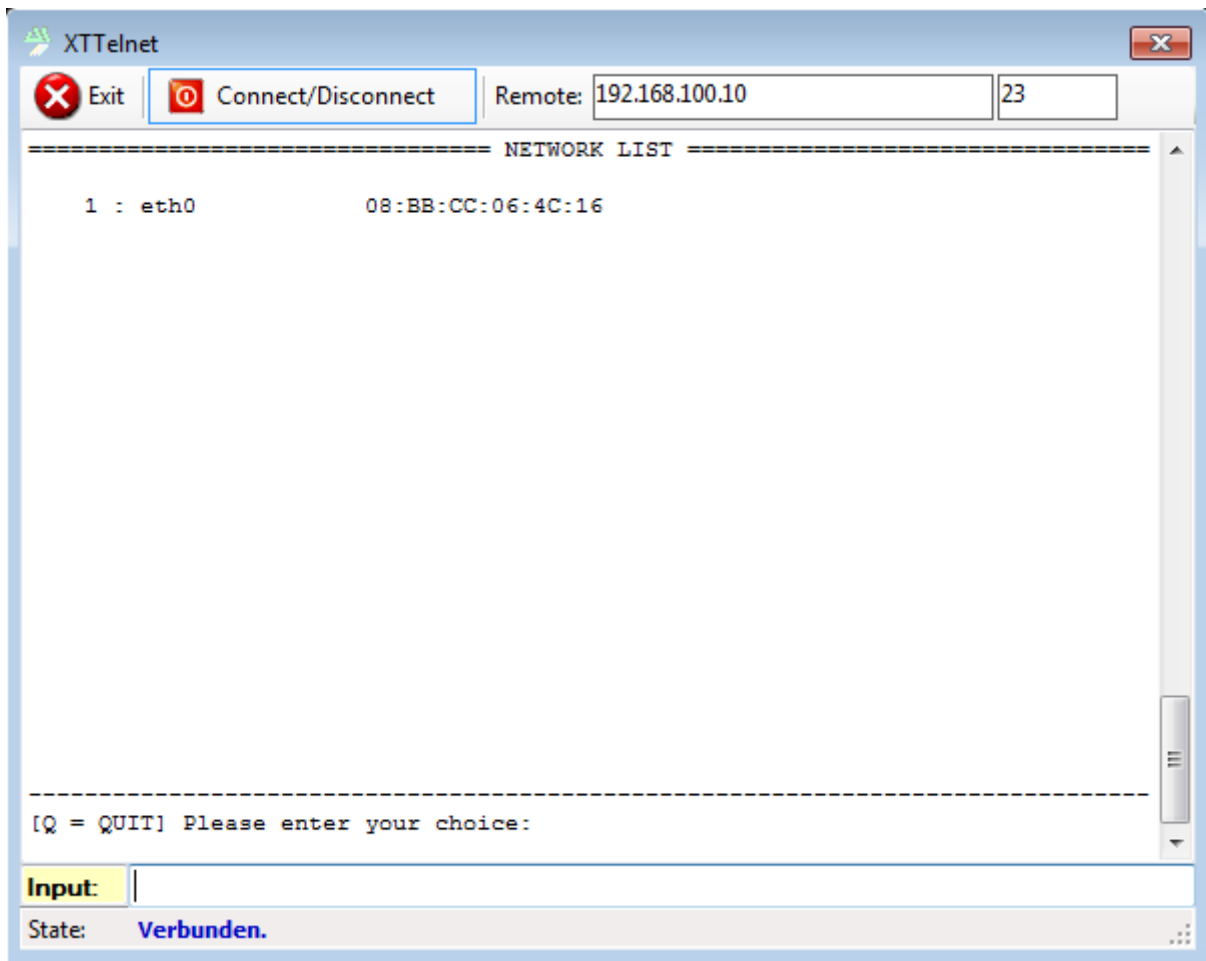 XTTelnet
Exit Connect/Disconnect Remote: 192.168.100.10 23
================================= NETWORK LIST =================================
1 : eth0 08:BB:CC:06:4C:16
--------------------------------------------------------------------------------
[Q = QUIT] Please enter your choice:
Input:
State: Verbunden.